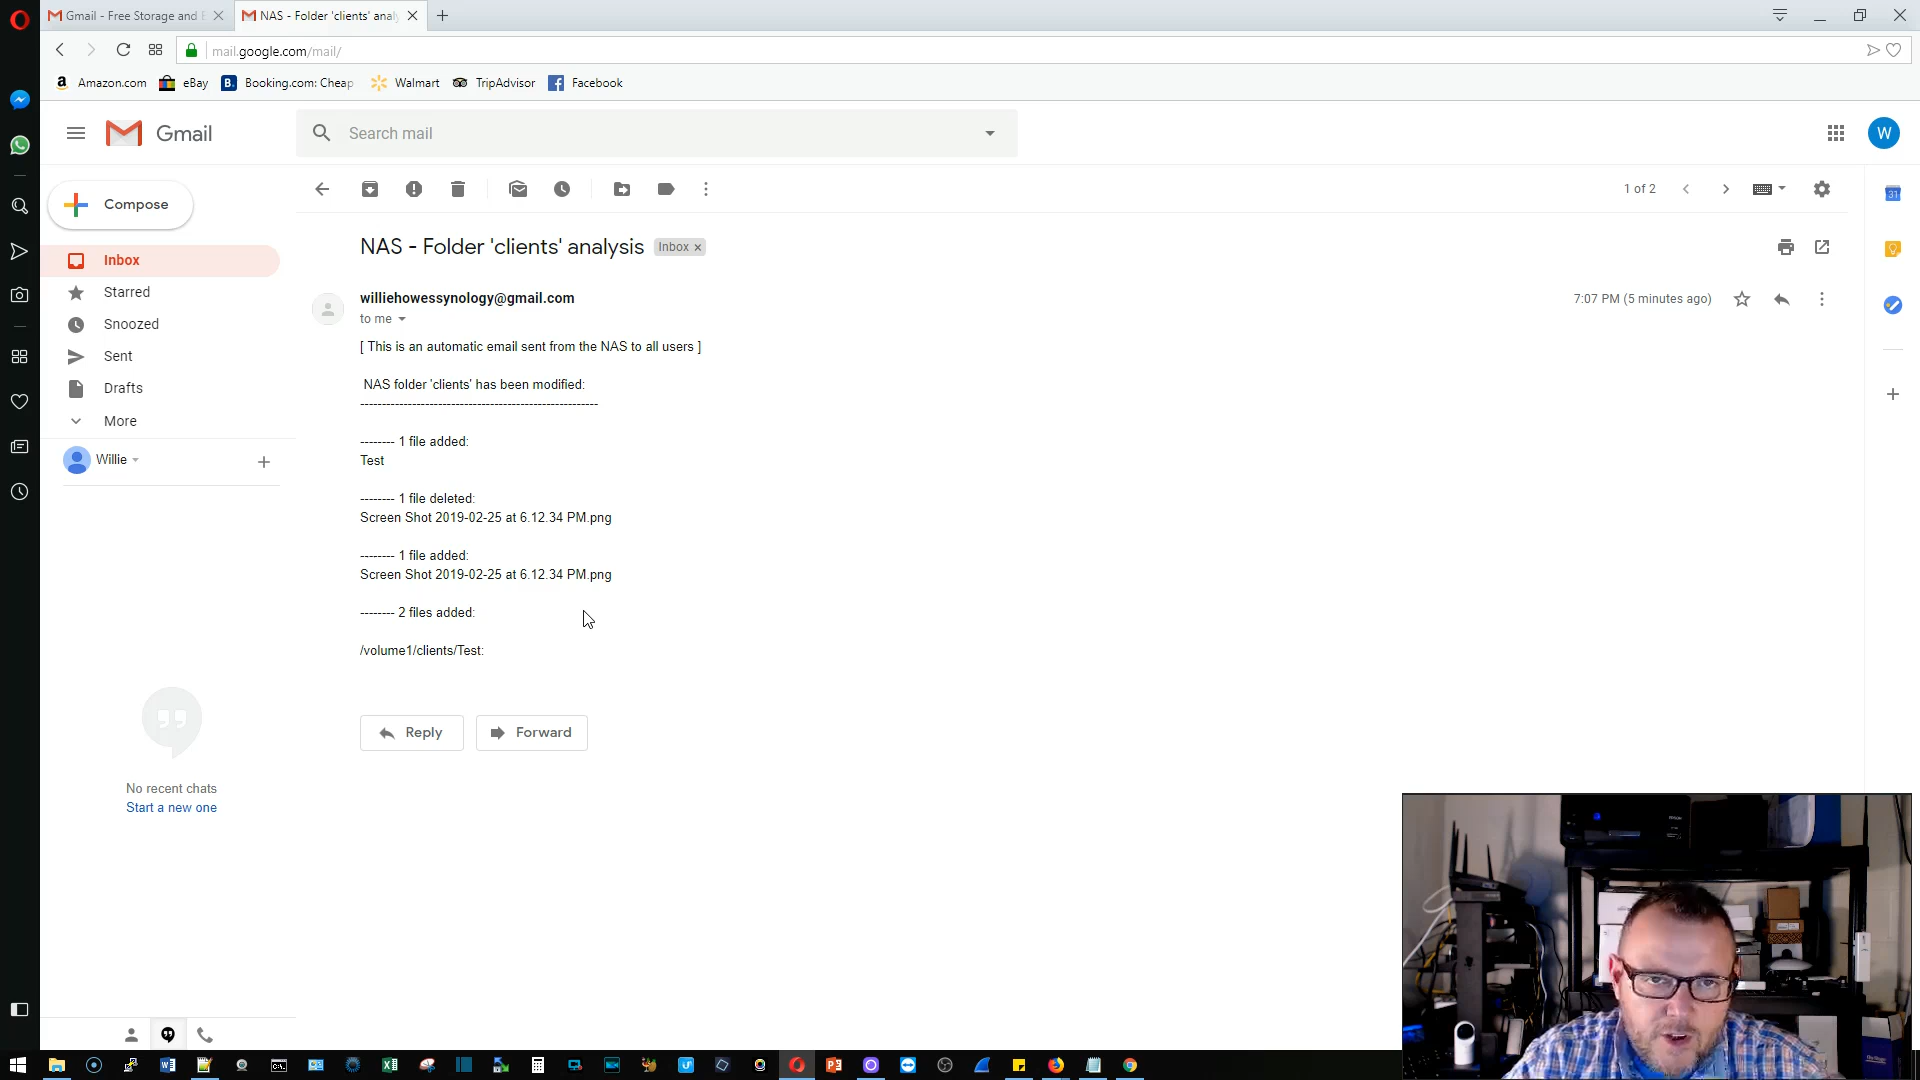 Gmail - Free Storage and E
NAS - Folder 'clients' analy
mail.google.com/mail/
Amazon.com
eBay
Booking.com: Cheap
Walmart
TripAdvisor
Facebook
Gmail
Search mail
W
Compose
1 of 2
31
Inbox
Starred
Snoozed
Sent
Drafts
More
Willie
NAS - Folder 'clients' analysis
Inbox x
williehowessynology@gmail.com
7:07 PM (5 minutes ago)
to me
[ This is an automatic email sent from the NAS to all users ]
NAS folder 'clients' has been modified:
------------------------------------------------------
-------- 1 file added:
Test
-------- 1 file deleted:
Screen Shot 2019-02-25 at 6.12.34 PM.png
-------- 1 file added:
Screen Shot 2019-02-25 at 6.12.34 PM.png
-------- 2 files added:
/volume1/clients/Test:
Reply
Forward
No recent chats
Start a new one